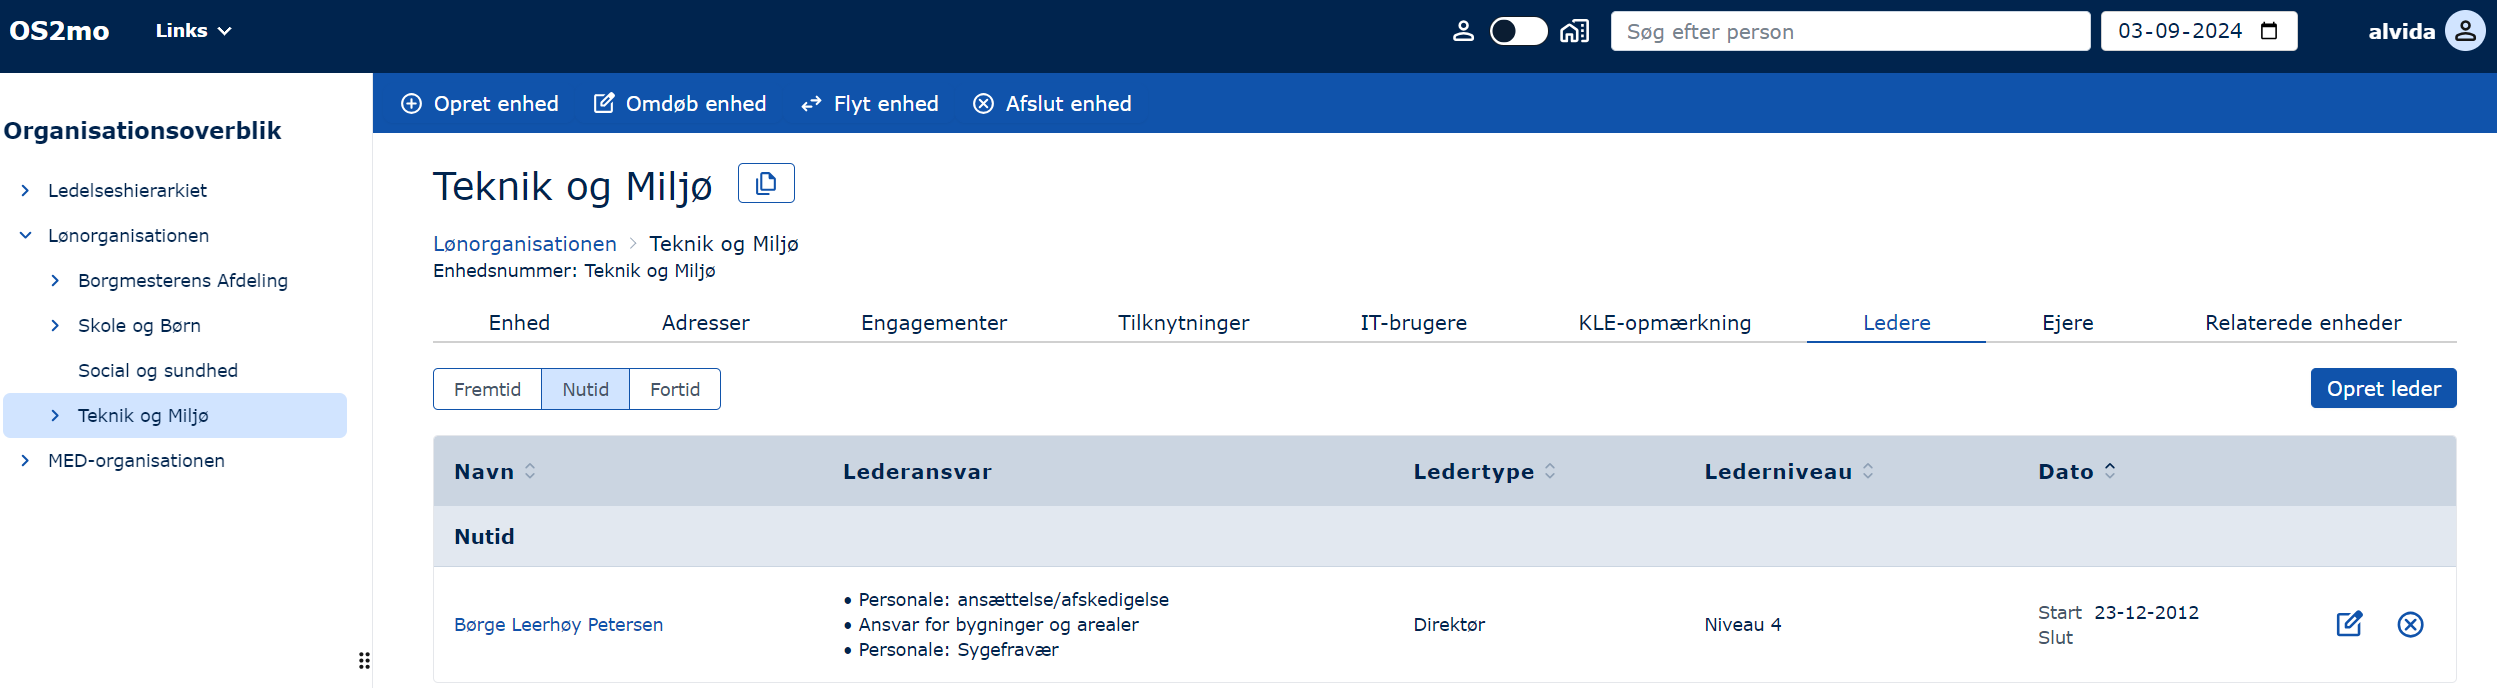 OS2mo
Links
Søg efter person
03-09-2024
alvida
Organisationsoverblik
Ledelseshierarkiet
Lønorganisationen
Borgmesterens Afdeling
Skole og Børn
Social og sundhed
Teknik og Miljø
MED-organisationen
Opret enhed Omdøb enhed Flyt enhed Afslut enhed
Teknik og Miljø
Lønorganisationen > Teknik og Miljø
Enhedsnummer: Teknik og Miljø
Enhed Adresser Engagementer Tilknytninger IT-brugere KLE-opmærkning Ledere Ejere Relaterede enheder
Fremtid Nutid Fortid
Opret leder
Navn Lederansvar Ledertype Lederniveau Dato
Nutid
Børge Leerhøy Petersen
• Personale: ansættelse/afskedigelse
• Ansvar for bygninger og arealer
• Personale: Sygefravær
Direktør
Niveau 4
Start 23-12-2012
Slut